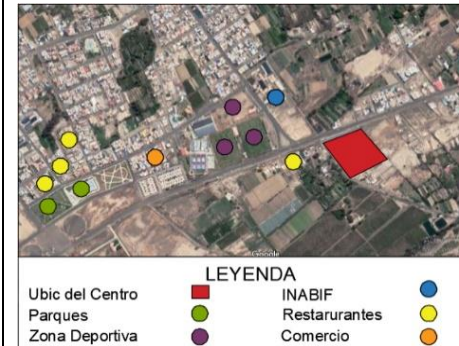 Google
LEYENDA
Ubic del Centro
INABIF
Parques
Restarurantes
Zona Deportiva
Comercio